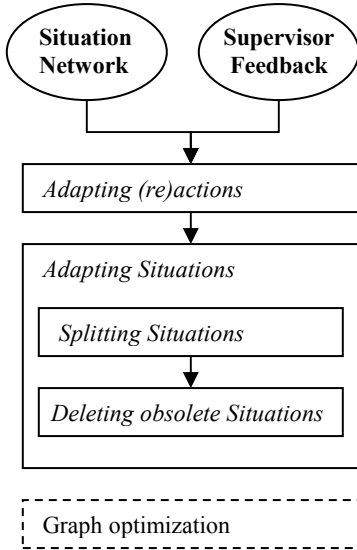 Situation
Network
Supervisor
Feedback
Adapting (re)actions
Adapting Situations
Splitting Situations
Deleting obsolete Situations
Graph optimization